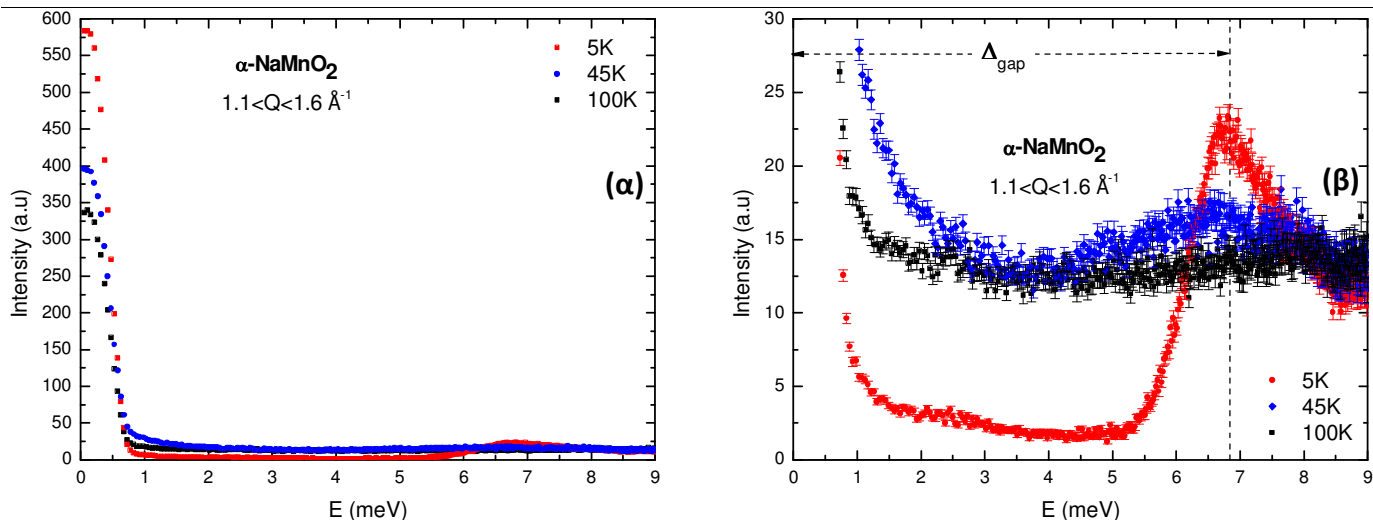 600
550
500
450
400
350
300
250
200
150
100
50
0
Intensity (a.u)
α-NaMnO2
1.1<Q<1.6 Å-1
5K
45K
100K
(α)
0 1 2 3 4 5 6 7 8 9
E (meV)
30
25
20
15
10
5
0
Intensity (a.u)
Δgap
α-NaMnO2
1.1<Q<1.6 Å-1
(β)
5K
45K
100K
0 1 2 3 4 5 6 7 8 9
E (meV)